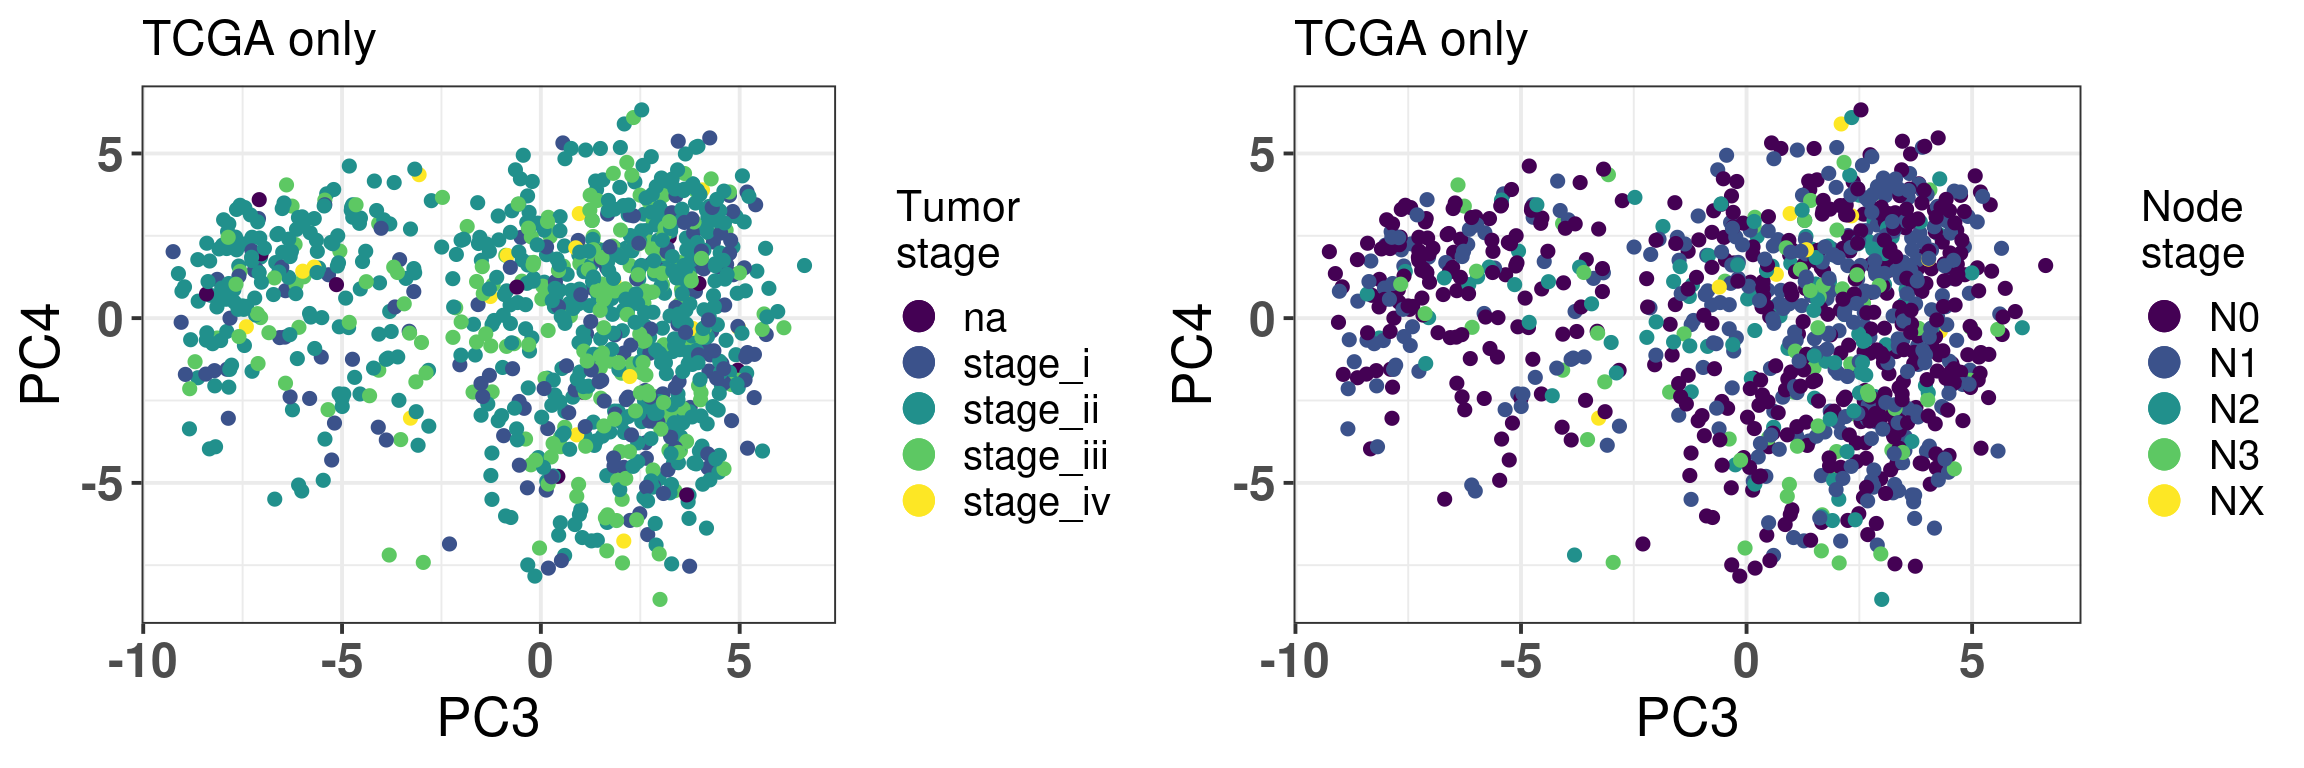 TCGA only
5
0
-5
PC4
-10 -5 0 5
PC3
Tumor
stage
na
stage_i
stage_ii
stage_iii
stage_iv
TCGA only
5
0
-5
PC4
-10 -5 0 5
PC3
Node
stage
N0
N1
N2
N3
NX